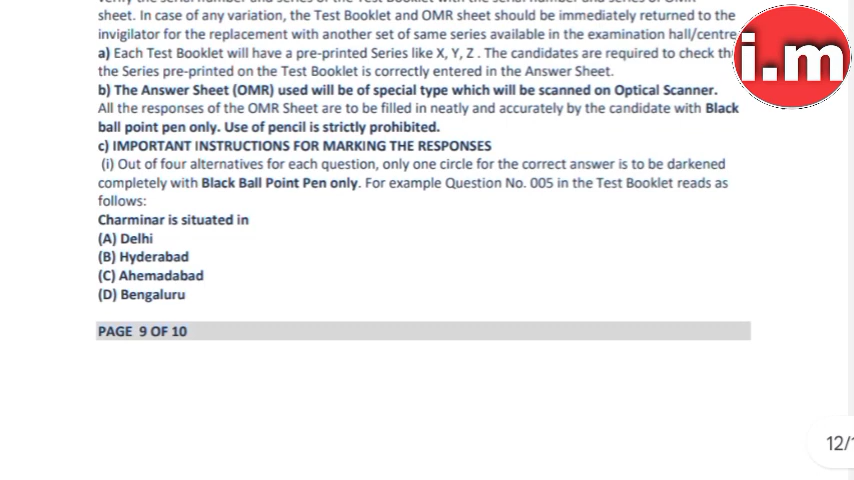 sheet. In case of any variation, the Test Booklet and OMR sheet should be immediately returned to the
invigilator for the replacement with another set of same series available in the examination hall/centre
a) Each Test Booklet will have a pre-printed Series like X, Y, Z . The candidates are required to check
the Series pre-printed on the Test Booklet is correctly entered in the Answer Sheet.
i.m
b) The Answer Sheet (OMR) used will be of special type which will be scanned on Optical Scanner.
All the responses of the OMR Sheet are to be filled in neatly and accurately by the candidate with Black
ball point pen only. Use of pencil is strictly prohibited.
c) IMPORTANT INSTRUCTIONS FOR MARKING THE RESPONSES
(i) Out of four alternatives for each question, only one circle for the correct answer is to be darkened
completely with Black Ball Point Pen only. For example Question No. 005 in the Test Booklet reads as
follows:
Charminar is situated in
(A) Delhi
(B) Hyderabad
(C) Ahemadabad
(D) Bengaluru
PAGE 9 OF 10
12/